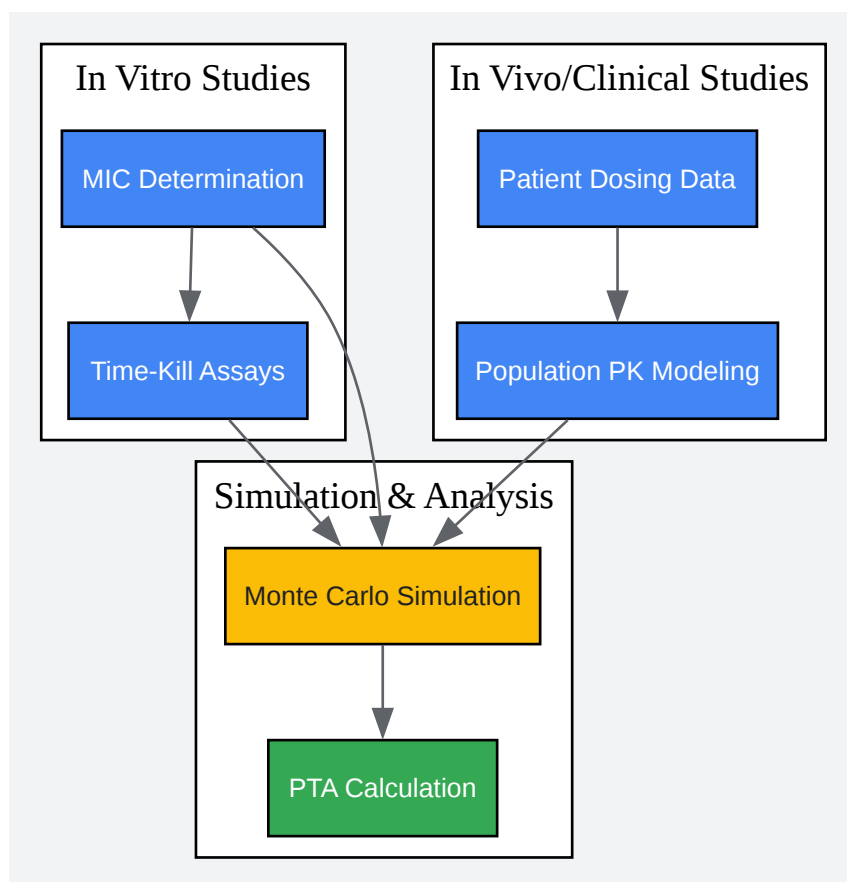 In Vitro Studies
MIC Determination
Time-Kill Assays
In Vivo/Clinical Studies
Patient Dosing Data
Population PK Modeling
Simulation & Analysis
Monte Carlo Simulation
PTA Calculation